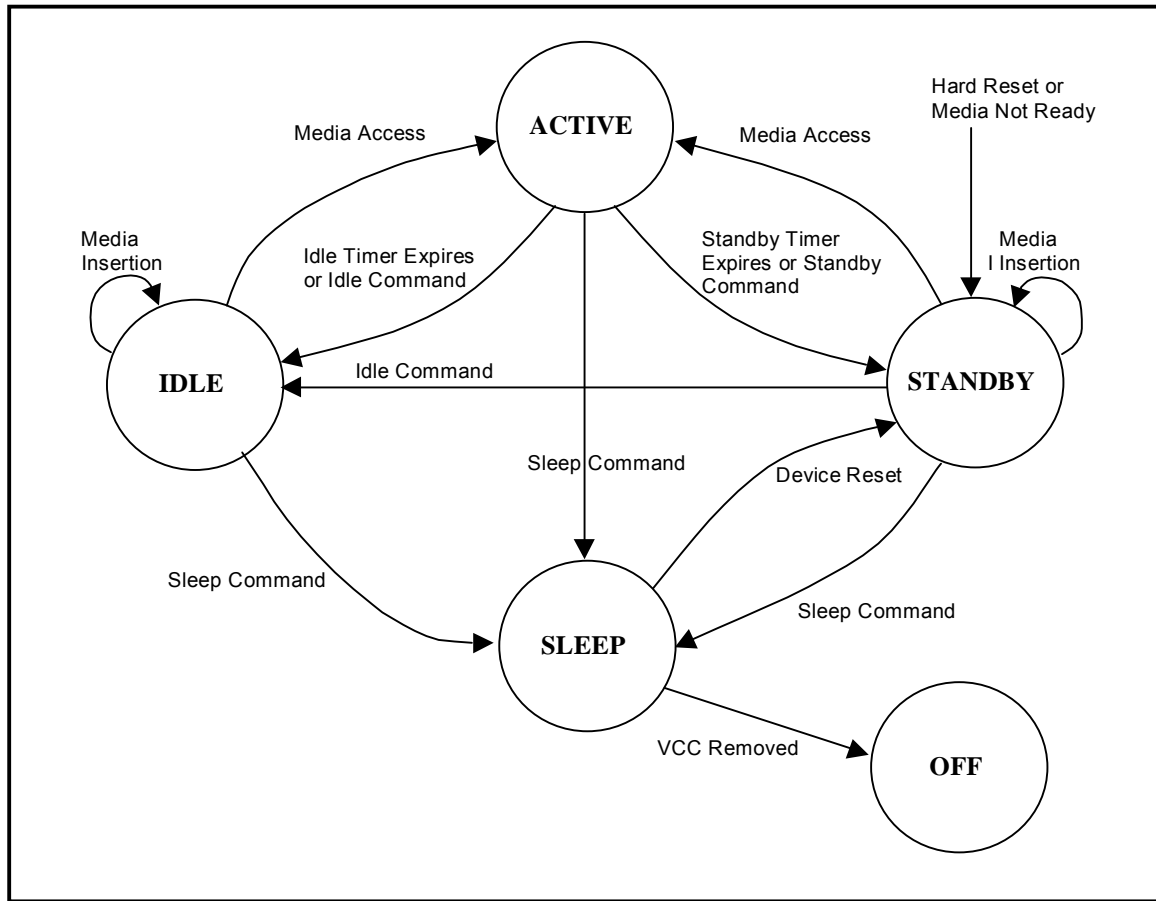 Hard Reset or
Media Not Ready
ACTIVE
Media Access
Media Access
Media
Insertion
Idle Timer Expires
or Idle Command
Standby Timer
Expires or Standby
Command
Media
I Insertion
IDLE
Idle Command
STANDBY
Sleep Command
Device Reset
Sleep Command
Sleep Command
SLEEP
VCC Removed
OFF